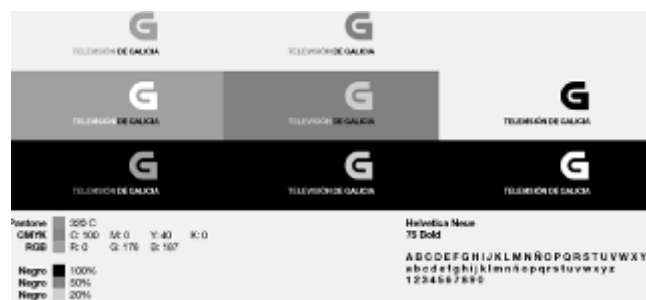 G G
TELEVISIÓN DE GALICIA TELEVISIÓN DE GALICIA
G G G
TELEVISIÓN DE GALICIA TELEVISIÓN DE GALICIA TELEVISIÓN DE GALICIA
G G G
TELEVISIÓN DE GALICIA TELEVISIÓN DE GALICIA TELEVISIÓN DE GALICIA
Pantone C
CMYK C: 100 M: 0 Y: 40 K: 0
RGB R: 0 G: 178 B: 187
Negro 100%
Negro 50%
Negro 20%
Helvetica Neue
75 Bold
ABCDEFGHIJKLMNÑOPQRSTUVWXY
abcdefghijklmnñopqrstuvwxyz
1234567890